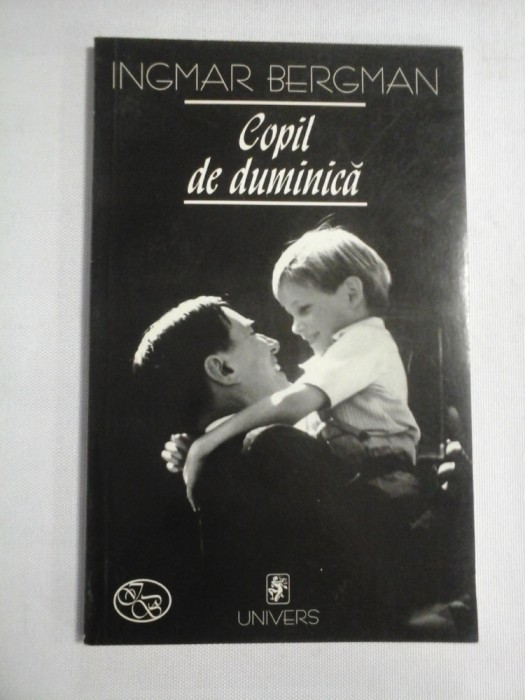 INGMAR BERGMAN
Copil
de duminică
UNIVERS